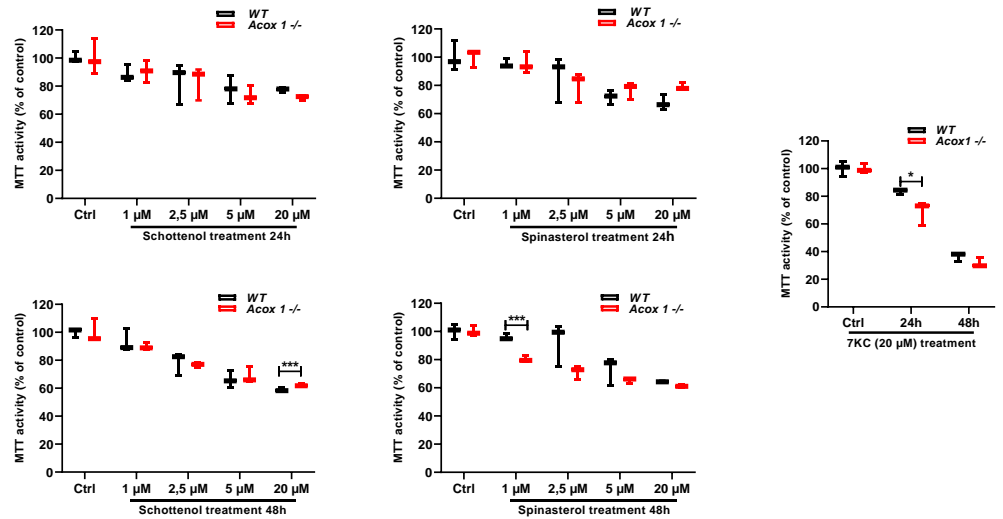 WT
Acox 1 -/-
MTT activity (% of control)
120
100
80
60
40
20
0
Ctrl 1 µM 2,5 µM 5 µM 20 µM
Schottenol treatment 24h
WT
Acox 1 -/-
MTT activity (% of control)
120
100
80
60
40
20
0
Ctrl 1 µM 2,5 µM 5 µM 20 µM
Spinasterol treatment 24h
WT
Acox1 -/-
MTT activity (% of control)
120
100
80
60
40
20
0
*
Ctrl 24h 48h
7KC (20 µM) treatment
WT
Acox 1 -/-
MTT activity (% of control)
120
100
80
60
40
20
0
***
Ctrl 1 µM 2,5 µM 5 µM 20 µM
Schottenol treatment 48h
WT
Acox 1 -/-
MTT activity (% of control)
120
100
80
60
40
20
0
***
Ctrl 1 µM 2,5 µM 5 µM 20 µM
Spinasterol treatment 48h